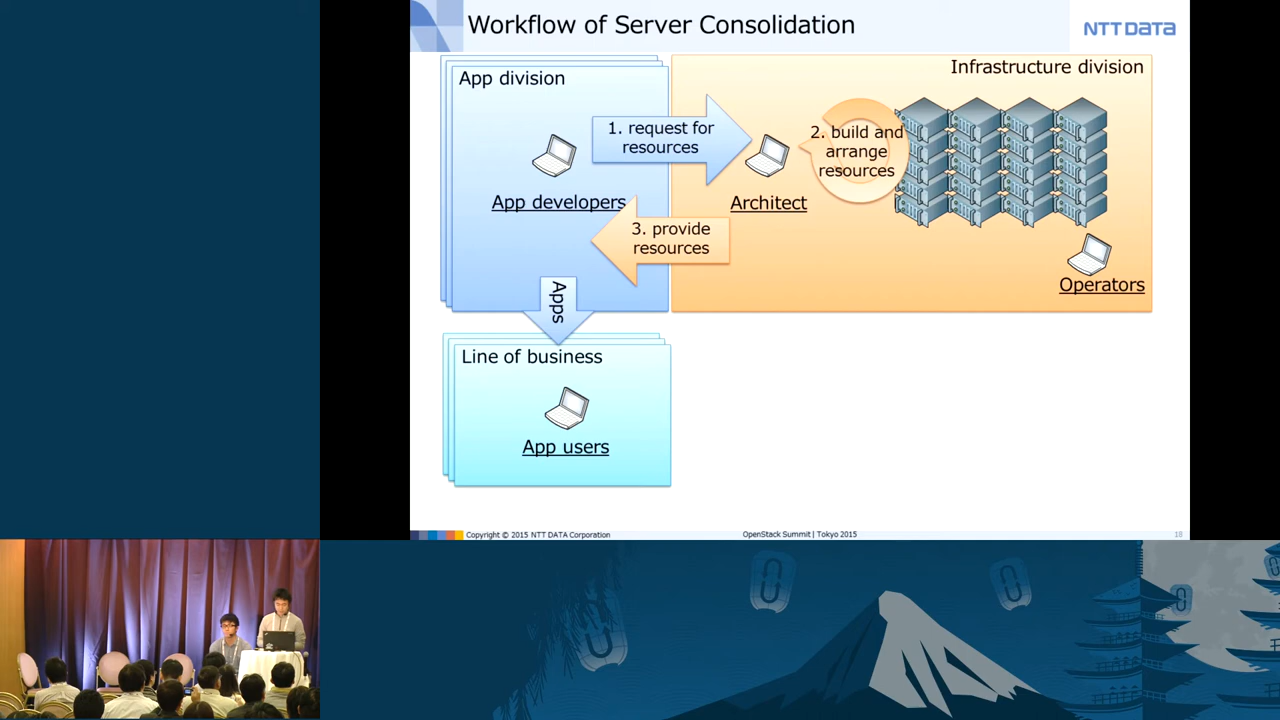 Workflow of Server Consolidation
NTT DATA
App division
Infrastructure division
1. request for
resources
2. build and
arrange
resources
App developers
Architect
3. provide
resources
Operators
Apps
Line of business
App users
Copyright © 2015 NTT DATA Corporation
OpenStack Summit | Tokyo 2015
18